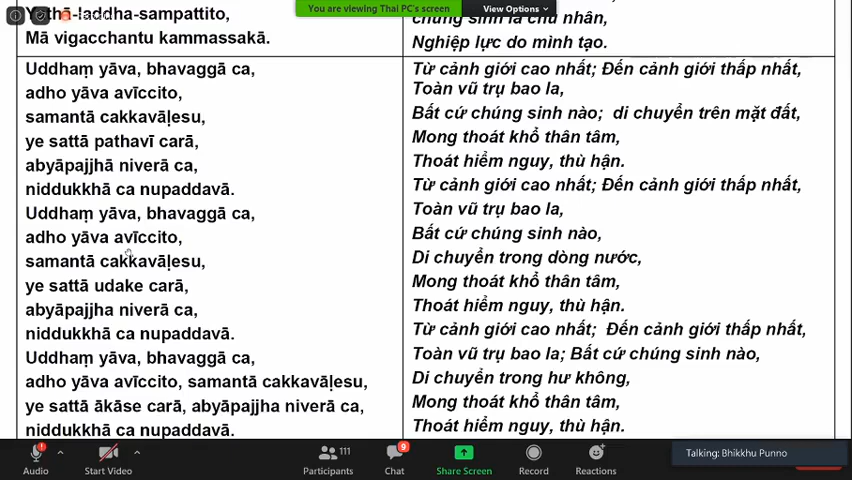 You are viewing Thai PC's screen
View Options
Yathā-laddha-sampattito,
Mā vigacchantu kammassakā.
chúng sinh là chủ nhân,
Nghiệp lực do mình tạo.
Uddhaṃ yāva, bhavaggā ca,
adho yāva avīccito,
samantā cakkavāḷesu,
ye sattā pathavī carā,
abyāpajjhā niverā ca,
niddukkhā ca nupaddavā.
Uddhaṃ yāva, bhavaggā ca,
adho yāva avīccito,
samantā cakkavāḷesu,
ye sattā udake carā,
abyāpajjha niverā ca,
niddukkhā ca nupaddavā.
Uddhaṃ yāva, bhavaggā ca,
adho yāva avīccito, samantā cakkavāḷesu,
ye sattā ākāse carā, abyāpajjha niverā ca,
niddukkhā ca nupaddavā.
Từ cảnh giới cao nhất; Đến cảnh giới thấp nhất,
Toàn vũ trụ bao la,
Bất cứ chúng sinh nào; di chuyển trên mặt đất,
Mong thoát khổ thân tâm,
Thoát hiểm nguy, thù hận.
Từ cảnh giới cao nhất; Đến cảnh giới thấp nhất,
Toàn vũ trụ bao la,
Bất cứ chúng sinh nào,
Di chuyển trong dòng nước,
Mong thoát khổ thân tâm,
Thoát hiểm nguy, thù hận.
Từ cảnh giới cao nhất; Đến cảnh giới thấp nhất,
Toàn vũ trụ bao la; Bất cứ chúng sinh nào,
Di chuyển trong hư không,
Mong thoát khổ thân tâm,
Thoát hiểm nguy, thù hận.
Audio
Start Video
111
Participants
9
Chat
Share Screen
Record
Reactions
Talking: Bhikkhu Punno